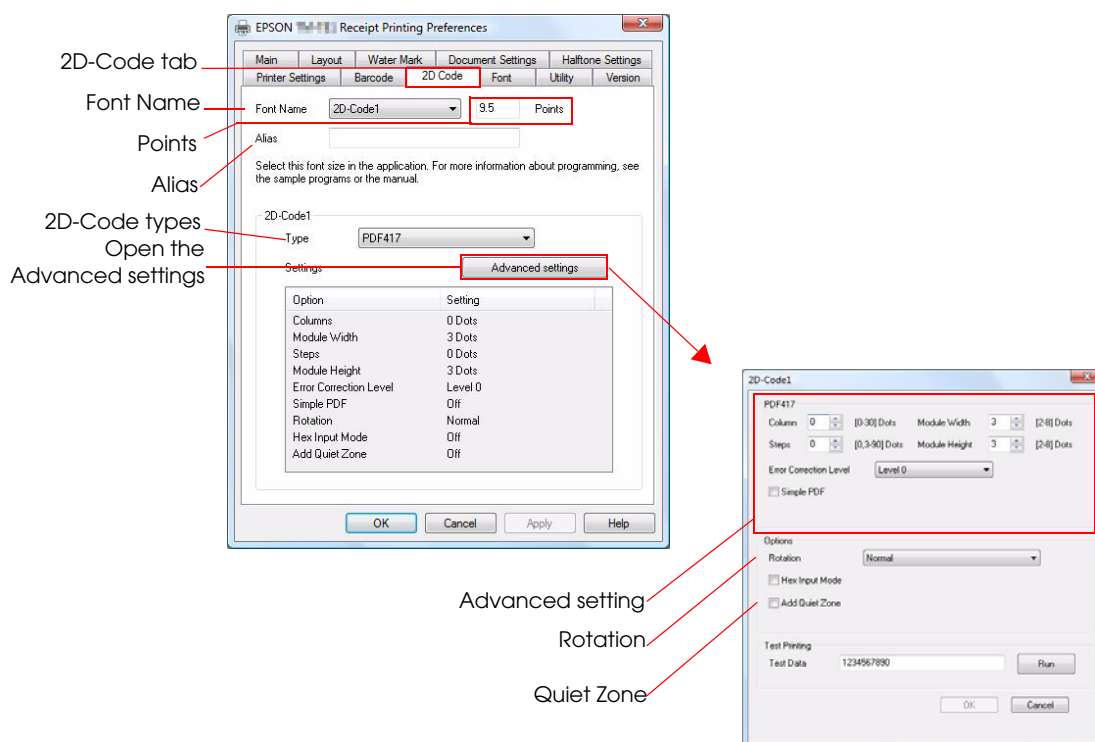 EPSON Receipt Printing Preferences
Main Layout Water Mark Document Settings Halftone Settings
Printer Settings Barcode 2D Code Font Utility Version
Font Name 2D-Code1 9.5 Points
Alias
Select this font size in the application. For more information about programming, see
the sample programs or the manual.
2D-Code1
Type PDF417
Settings Advanced settings
Option Setting
Columns 0 Dots
Module Width 3 Dots
Steps 0 Dots
Module Height 3 Dots
Error Correction Level Level 0
Simple PDF Off
Rotation Normal
Hex Input Mode Off
Add Quiet Zone Off
OK Cancel Apply Help
2D-Code tab
Font Name
Points
Alias
2D-Code types
Open the
Advanced settings
2D-Code1
PDF417
Column 0 [0-30] Dots Module Width 3 [2-8] Dots
Steps 0 [0,3-90] Dots Module Height 3 [2-8] Dots
Error Correction Level Level 0
Simple PDF
Options
Rotation Normal
Hex Input Mode
Add Quiet Zone
Test Printing
Test Data 1234567890 Run
OK Cancel
Advanced setting
Rotation
Quiet Zone